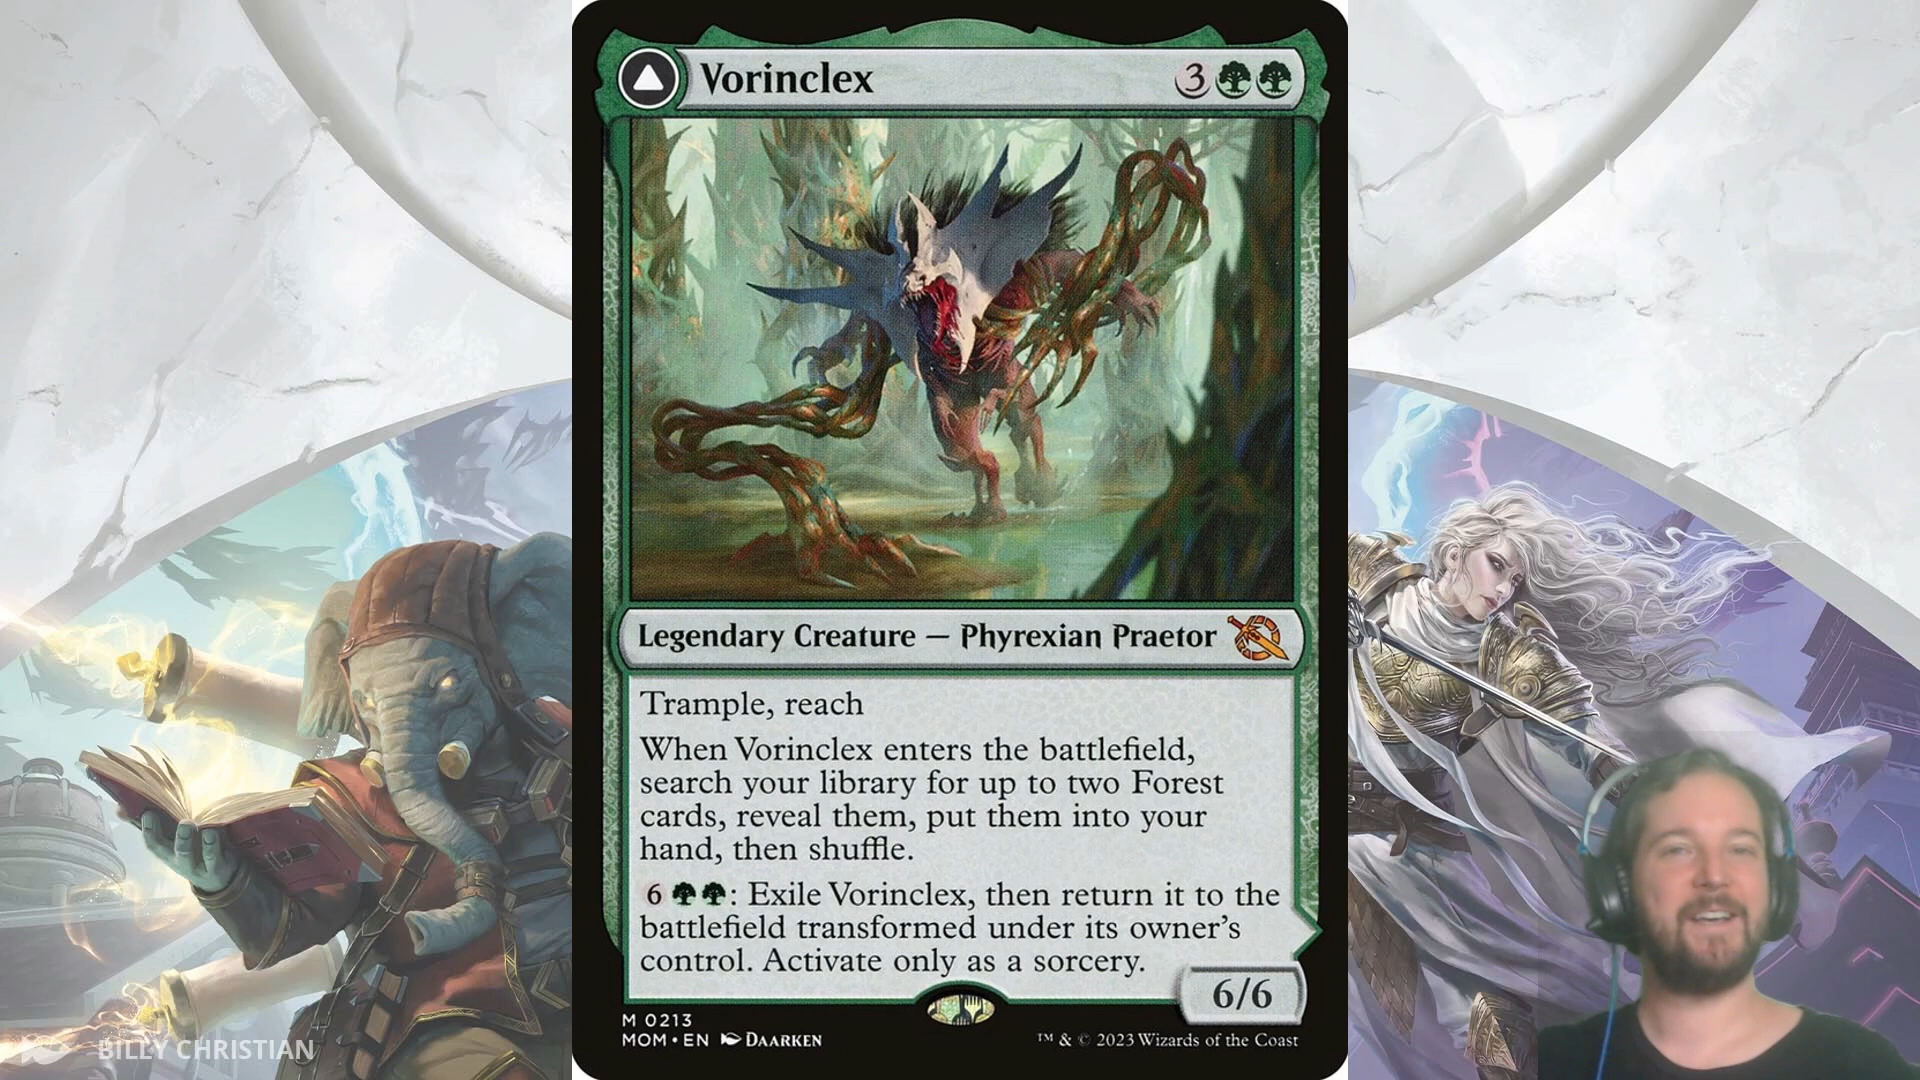 Vorinclex
3
Legendary Creature — Phyrexian Praetor
Trample, reach
When Vorinclex enters the battlefield,
search your library for up to two Forest
cards, reveal them, put them into your
hand, then shuffle.
6 : Exile Vorinclex, then return it to the
battlefield transformed under its owner's
control. Activate only as a sorcery.
6/6
M 0213
MOM • EN DAARKEN
™ & © 2023 Wizards of the Coast
BILLY CHRISTIAN